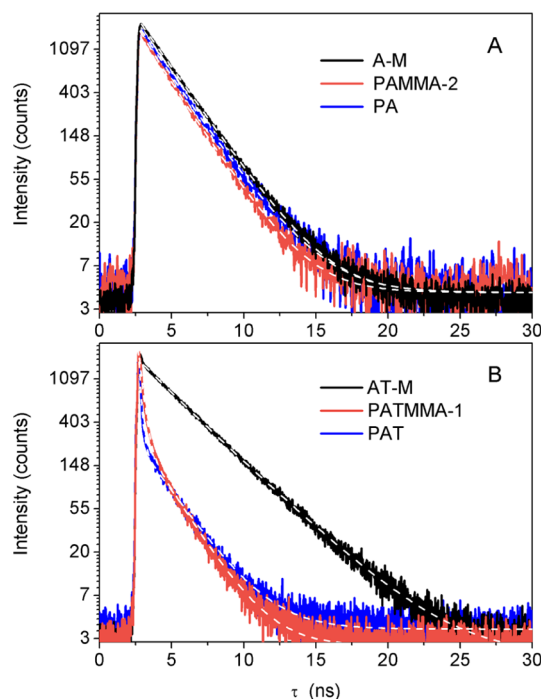 A
A-M
PAMMA-2
PA
Intensity (counts)
1097
403
148
55
20
7
3
0 5 10 15 20 25 30
B
AT-M
PATMMA-1
PAT
Intensity (counts)
1097
403
148
55
20
7
3
0 5 10 15 20 25 30
τ (ns)